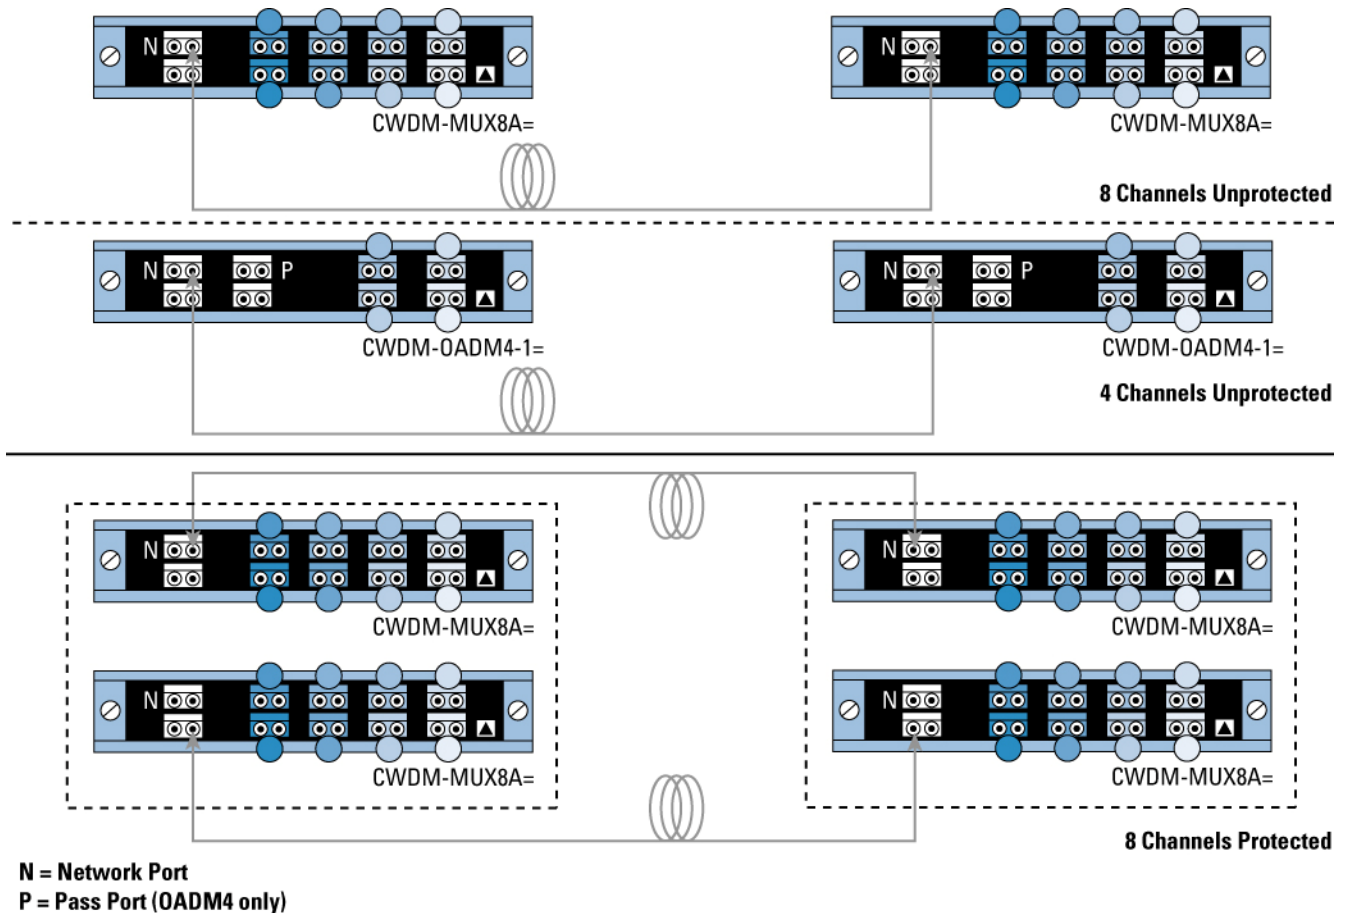 N N
CWDM-MUX8A= CWDM-MUX8A=
8 Channels Unprotected
N P N P
CWDM-OADM4-1= CWDM-OADM4-1=
4 Channels Unprotected
N N
CWDM-MUX8A= CWDM-MUX8A=
N N
CWDM-MUX8A= CWDM-MUX8A=
8 Channels Protected
N = Network Port
P = Pass Port (OADM4 only)